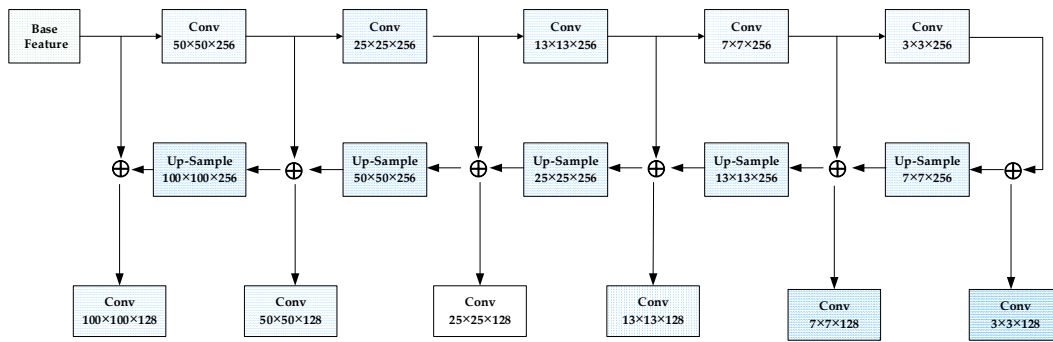 Base
Feature
Conv
50×50×256
Conv
25×25×256
Conv
13×13×256
Conv
7×7×256
Conv
3×3×256
Up-Sample
100×100×256
Up-Sample
50×50×256
Up-Sample
25×25×256
Up-Sample
13×13×256
Up-Sample
7×7×256
Conv
100×100×128
Conv
50×50×128
Conv
25×25×128
Conv
13×13×128
Conv
7×7×128
Conv
3×3×128